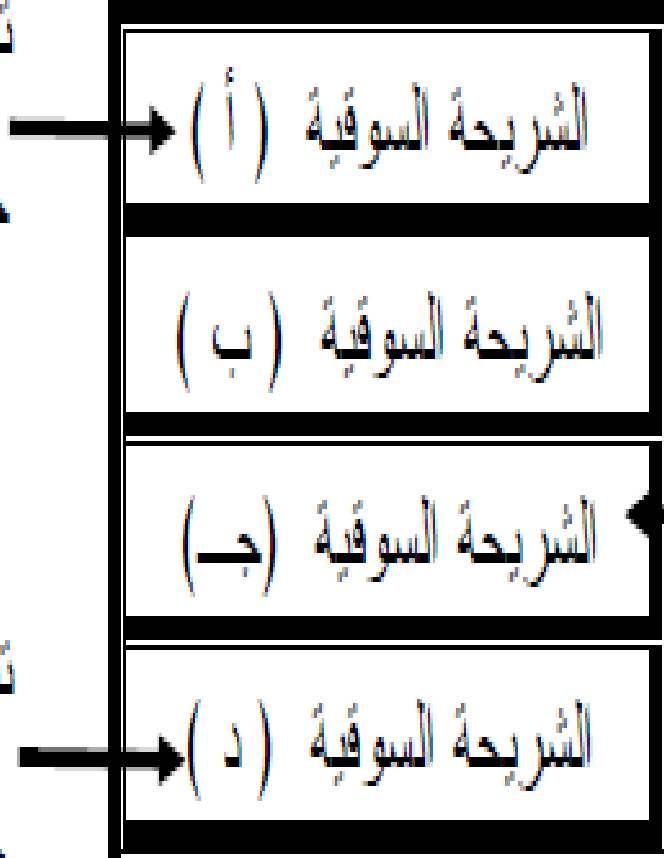 الشريحة السوقية ( أ )
الشريحة السوقية ( ب )
الشريحة السوقية (جـ)
الشريحة السوقية ( د )